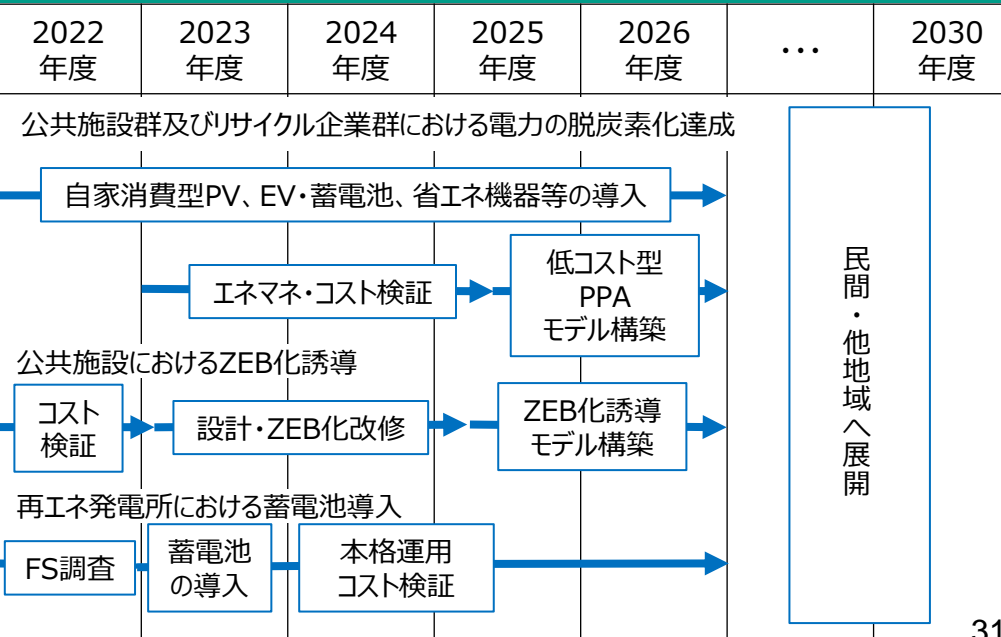 2022
年度
2023
年度
2024
年度
2025
年度
2026
年度
・・・
2030
年度
公共施設群及びリサイクル企業群における電力の脱炭素化達成
自家消費型PV、EV・蓄電池、省エネ機器等の導入
エネマネ・コスト検証
低コスト型
PPA
モデル構築
公共施設におけるZEB化誘導
コスト
検証
設計・ZEB化改修
ZEB化誘導
モデル構築
再エネ発電所における蓄電池導入
FS調査
蓄電池
の導入
本格運用
コスト検証
民間・他地域へ展開
31